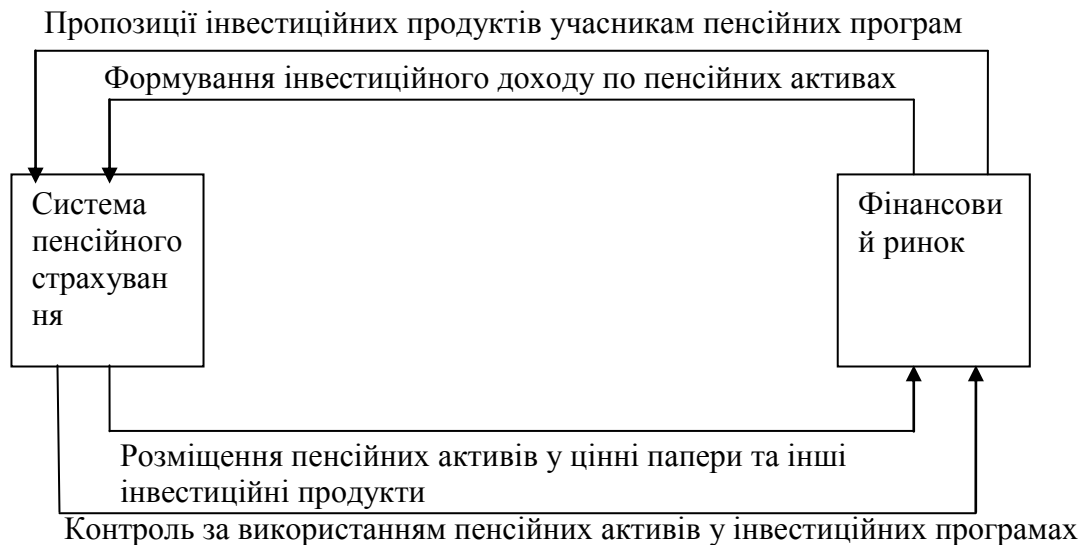 Пропозиції інвестиційних продуктів учасникам пенсійних програм
Формування інвестиційного доходу по пенсійних активах
Система
пенсійного
страхуван
ня
Фінансови
й ринок
Розміщення пенсійних активів у цінні папери та інші
інвестиційні продукти
Контроль за використанням пенсійних активів у інвестиційних програмах